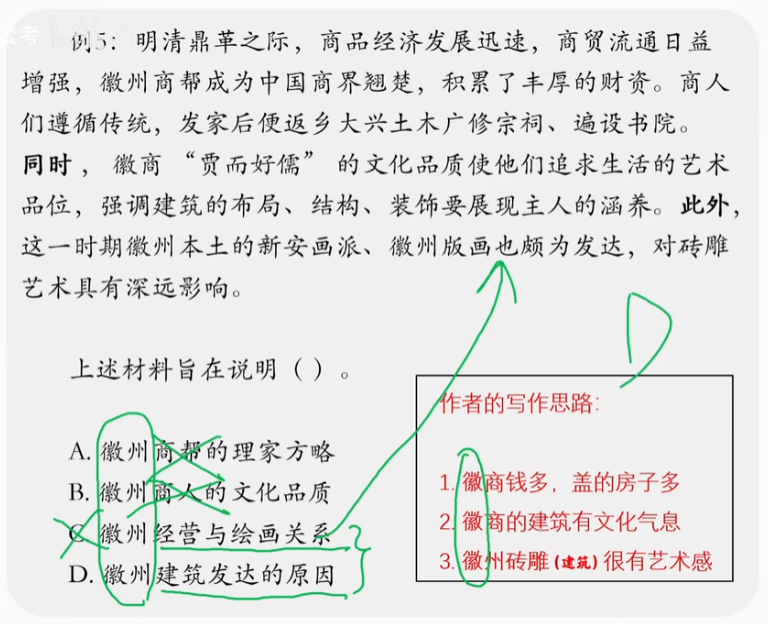 公考
例5：明清鼎革之际，商品经济发展迅速，商贸流通日益
增强，徽州商帮成为中国商界翘楚，积累了丰厚的财资。商人
们遵循传统，发家后便返乡大兴土木广修宗祠、遍设书院。
同时，徽商“贾而好儒”的文化品质使他们追求生活的艺术
品位，强调建筑的布局、结构、装饰要展现主人的涵养。此外，
这一时期徽州本土的新安画派、徽州版画也颇为发达，对砖雕
艺术具有深远影响。
D
上述材料旨在说明（）。
A. 徽州商帮的理家方略
B. 徽州商人的文化品质
C. 徽州经营与绘画关系
D. 徽州建筑发达的原因
作者的写作思路：
1. 徽商钱多，盖的房子多
2. 徽商的建筑有文化气息
3. 徽州砖雕(建筑)很有艺术感